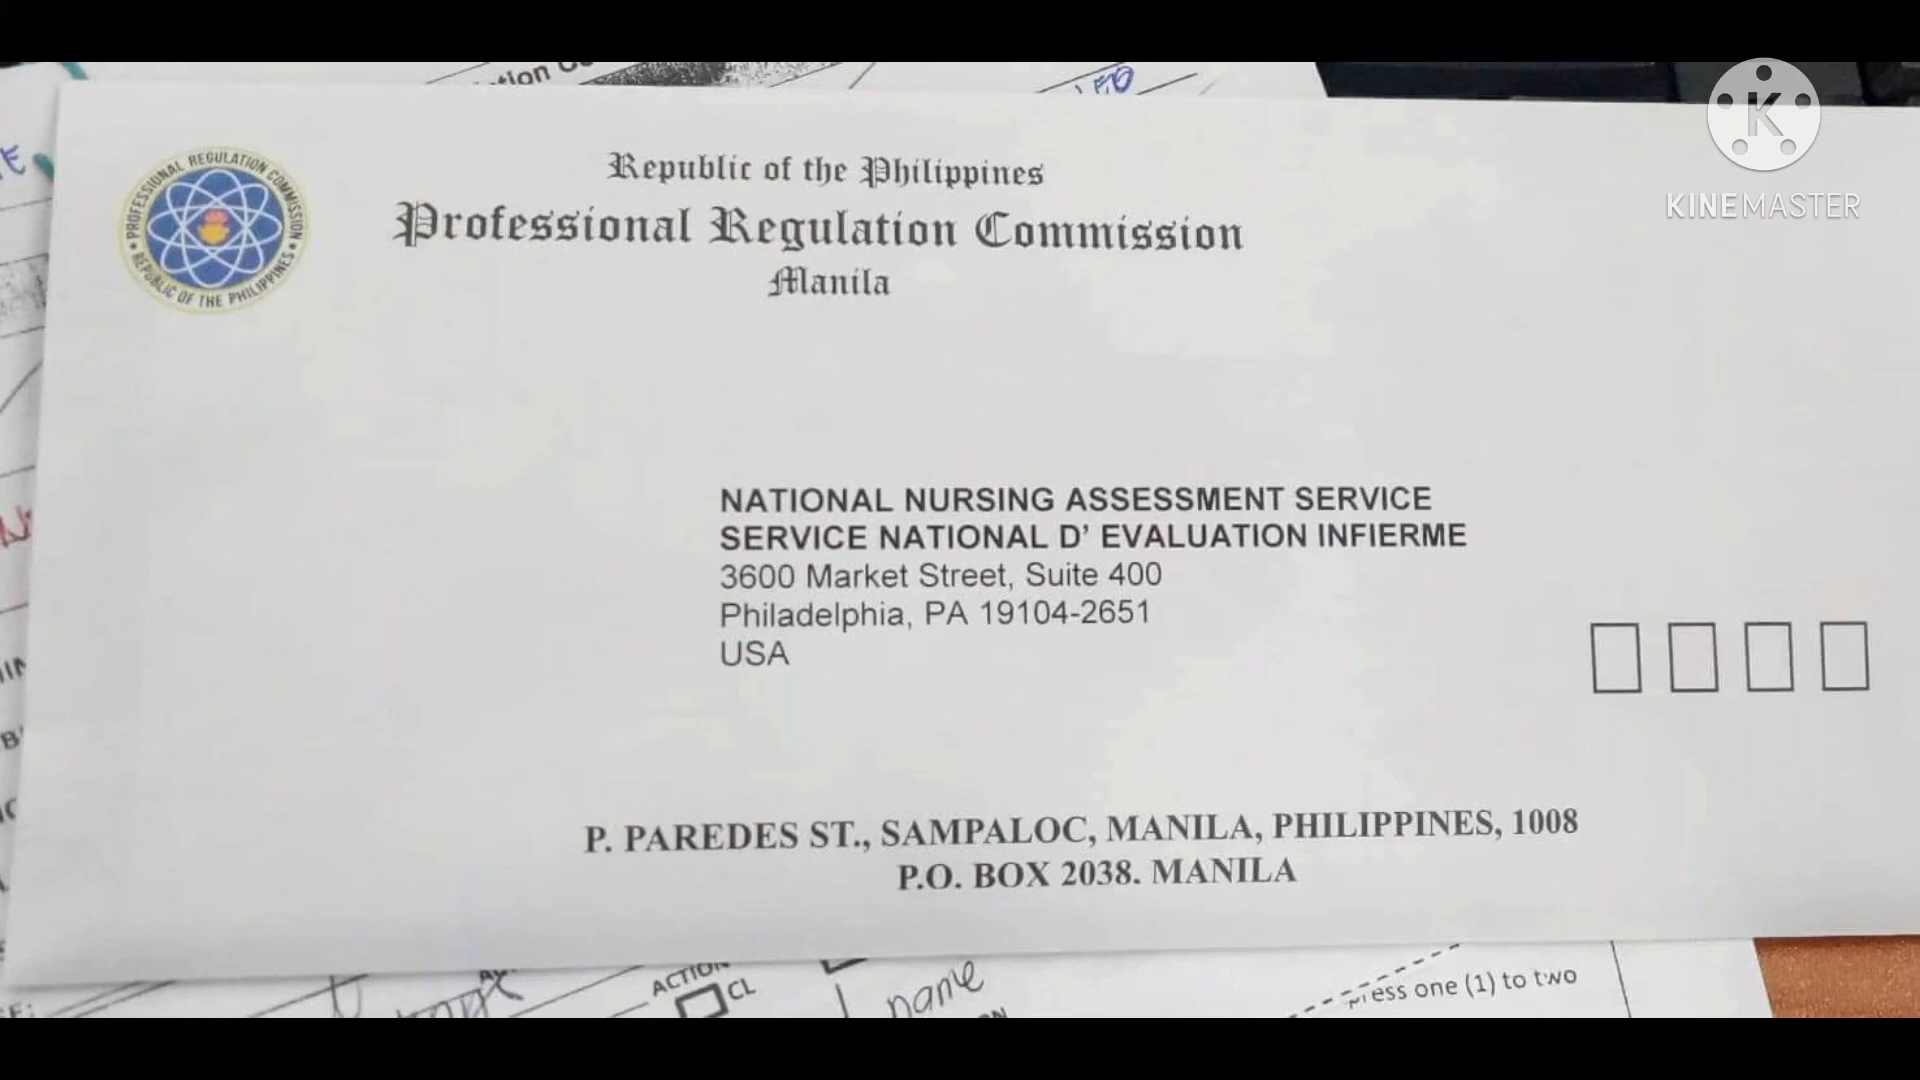 PROFESSIONAL REGULATION COMMISSION
REPUBLIC OF THE PHILIPPINES
Republic of the Philippines
Professional Regulation Commission
Manila
K
KINEMASTER
NATIONAL NURSING ASSESSMENT SERVICE
SERVICE NATIONAL D’ EVALUATION INFIERME
3600 Market Street, Suite 400
Philadelphia, PA 19104-2651
USA
P. PAREDES ST., SAMPALOC, MANILA, PHILIPPINES, 1008
P.O. BOX 2038. MANILA
ACTION
CL
name
one (1) to two